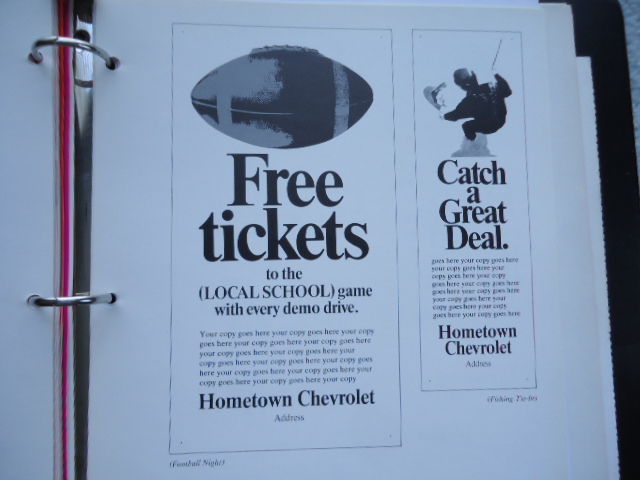 Free
tickets
to the
(LOCAL SCHOOL) game
with every demo drive.
Your copy goes here your copy goes here your copy
goes here your copy goes here your copy goes here
your copy goes here your copy goes here your
copy goes here your copy goes here your copy goes
here your copy goes here your copy goes here your
copy goes here your copy goes here your copy
Hometown Chevrolet
Address
(Football Night)
Catch
a
Great
Deal.
goes here your copy goes here
your copy goes here your
copy goes here your copy
goes here your copy goes here
goes here your copy goes here
your copy goes here your
copy goes here your copy
goes here your copy goes here
Hometown
Chevrolet
Address
(Fishing Tie-In)